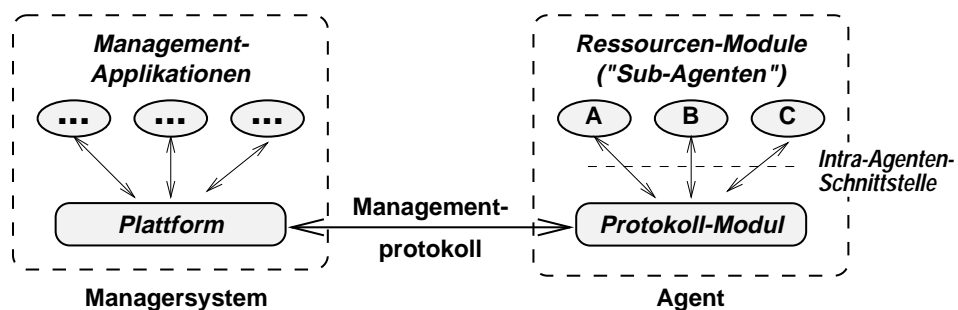 Management-
Applikationen
... ... ...
Plattform
Managersystem
Management-
protokoll
Ressourcen-Module
("Sub-Agenten")
A B C
Intra-Agenten-
Schnittstelle
Protokoll-Modul
Agent